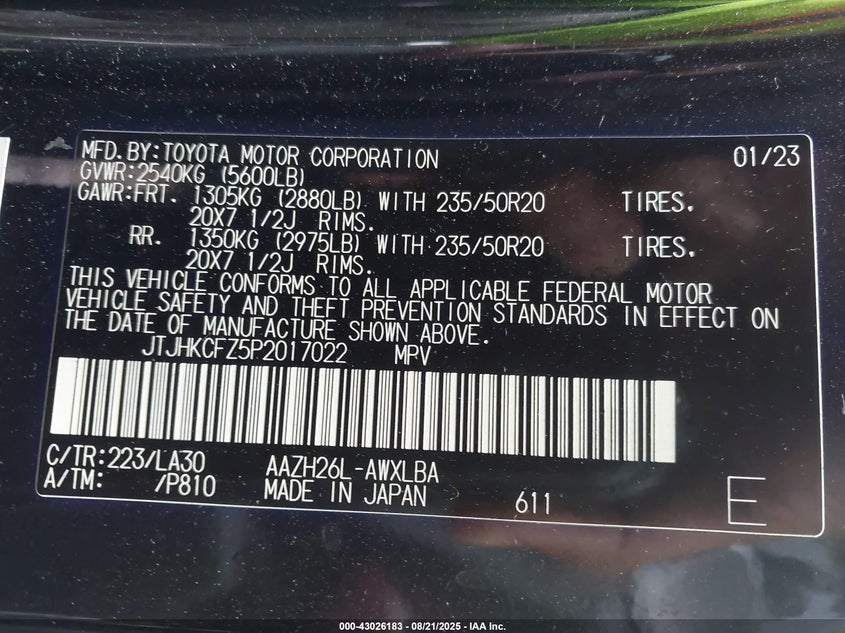 MFD. BY: TOYOTA MOTOR CORPORATION 01/23
GVWR: 2540KG (5600LB)
GAWR: FRT. 1305KG (2880LB) WITH 235/50R20 TIRES.
20X7 1/2J RIMS.
RR. 1350KG (2975LB) WITH 235/50R20 TIRES.
20X7 1/2J RIMS.
THIS VEHICLE CONFORMS TO ALL APPLICABLE FEDERAL MOTOR
VEHICLE SAFETY AND THEFT PREVENTION STANDARDS IN EFFECT ON
THE DATE OF MANUFACTURE SHOWN ABOVE.
JTJHKCFZ5P2017022 MPV
C/TR: 223/LA30 AAZH26L-AWXLBA
A/TM: /P810 MADE IN JAPAN 611 E
000-43026183 - 08/21/2025 - IAA Inc.